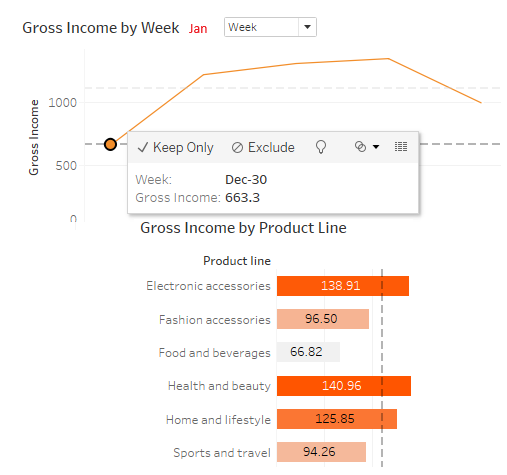 Gross Income by Week Jan Week
1000
Gross Income
500
0
Keep Only Exclude
Week: Dec-30
Gross Income: 663.3
Gross Income by Product Line
Product line
Electronic accessories 138.91
Fashion accessories 96.50
Food and beverages 66.82
Health and beauty 140.96
Home and lifestyle 125.85
Sports and travel 94.26